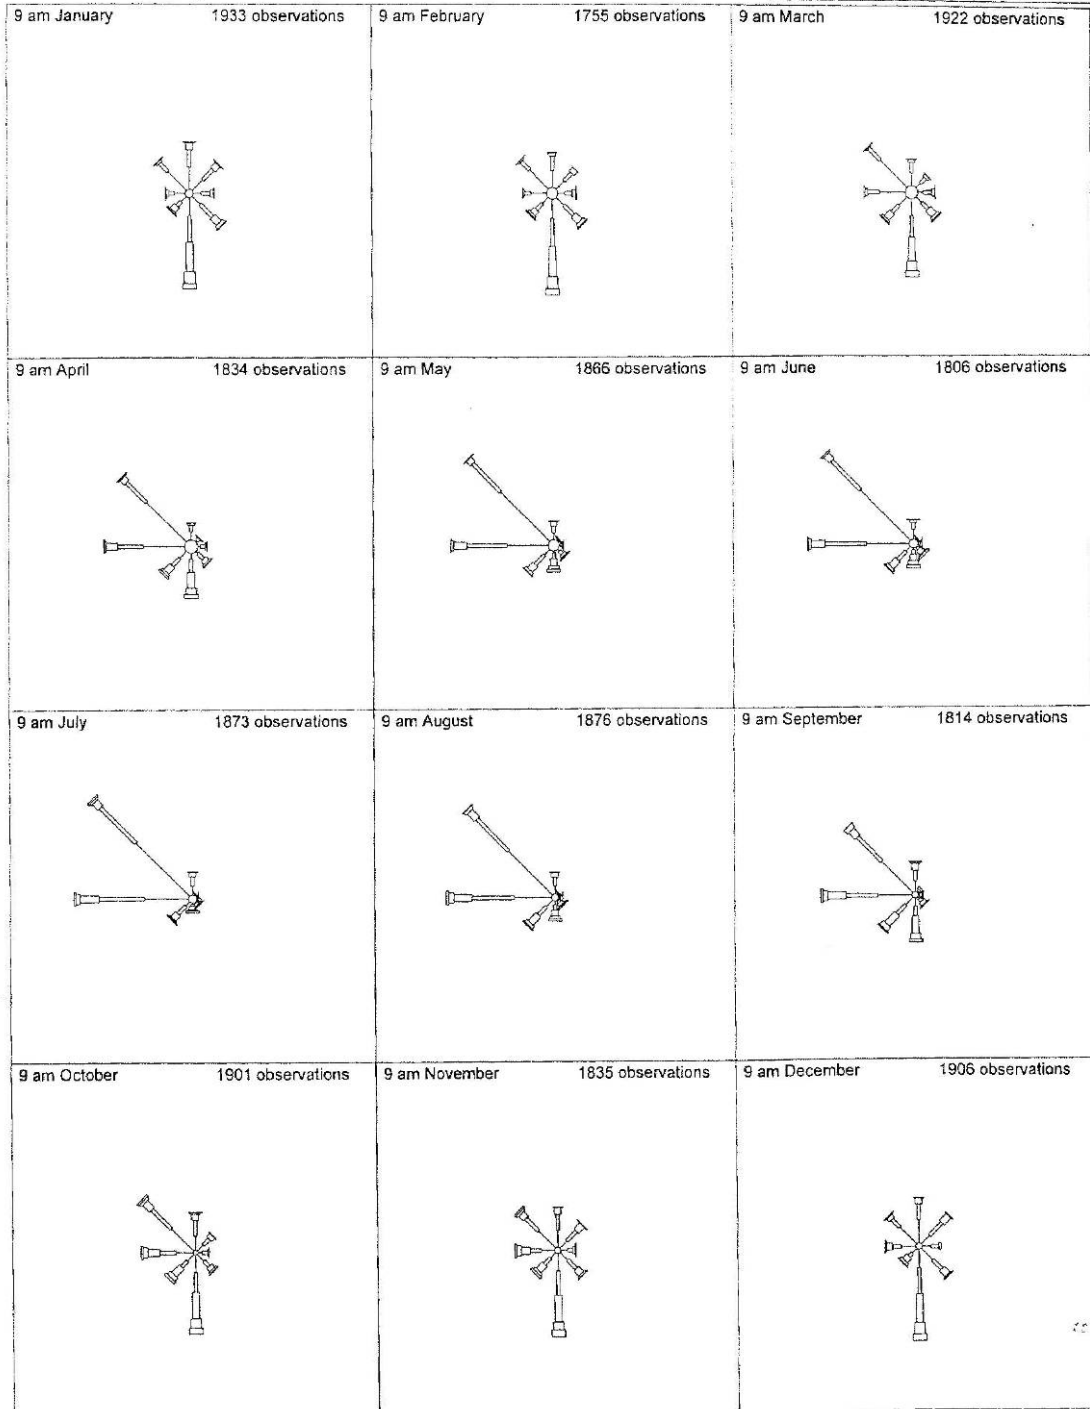 9 am January 1933 observations
9 am February 1755 observations
9 am March 1922 observations
9 am April 1834 observations
9 am May 1866 observations
9 am June 1806 observations
9 am July 1873 observations
9 am August 1876 observations
9 am September 1814 observations
9 am October 1901 observations
9 am November 1835 observations
9 am December 1906 observations